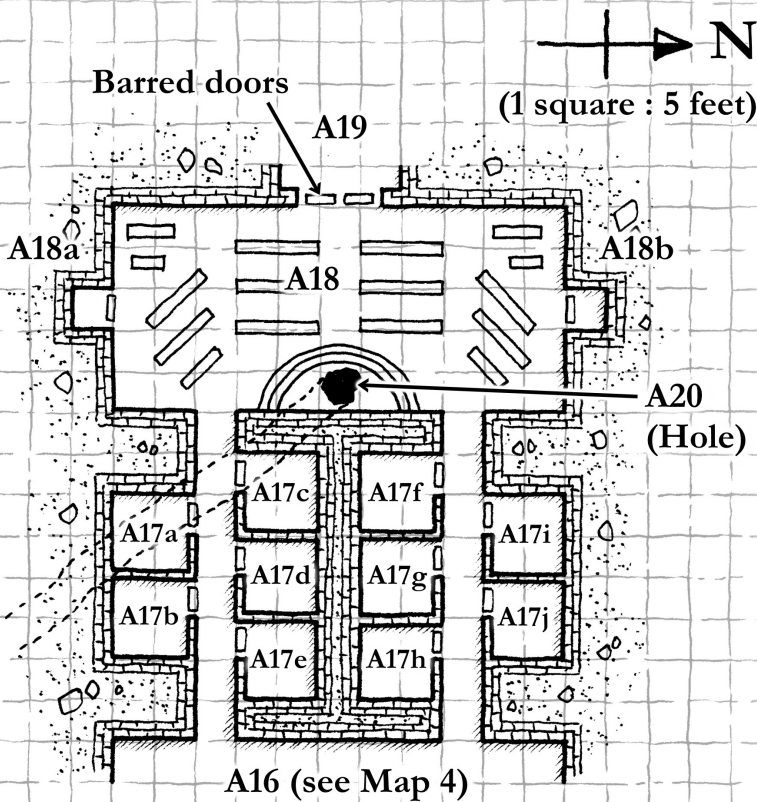 N
(1 square : 5 feet)
Barred doors
A19
A18a
A18b
A18
A20
(Hole)
A17c
A17f
A17a
A17i
A17d
A17g
A17b
A17j
A17e
A17h
A16 (see Map 4)